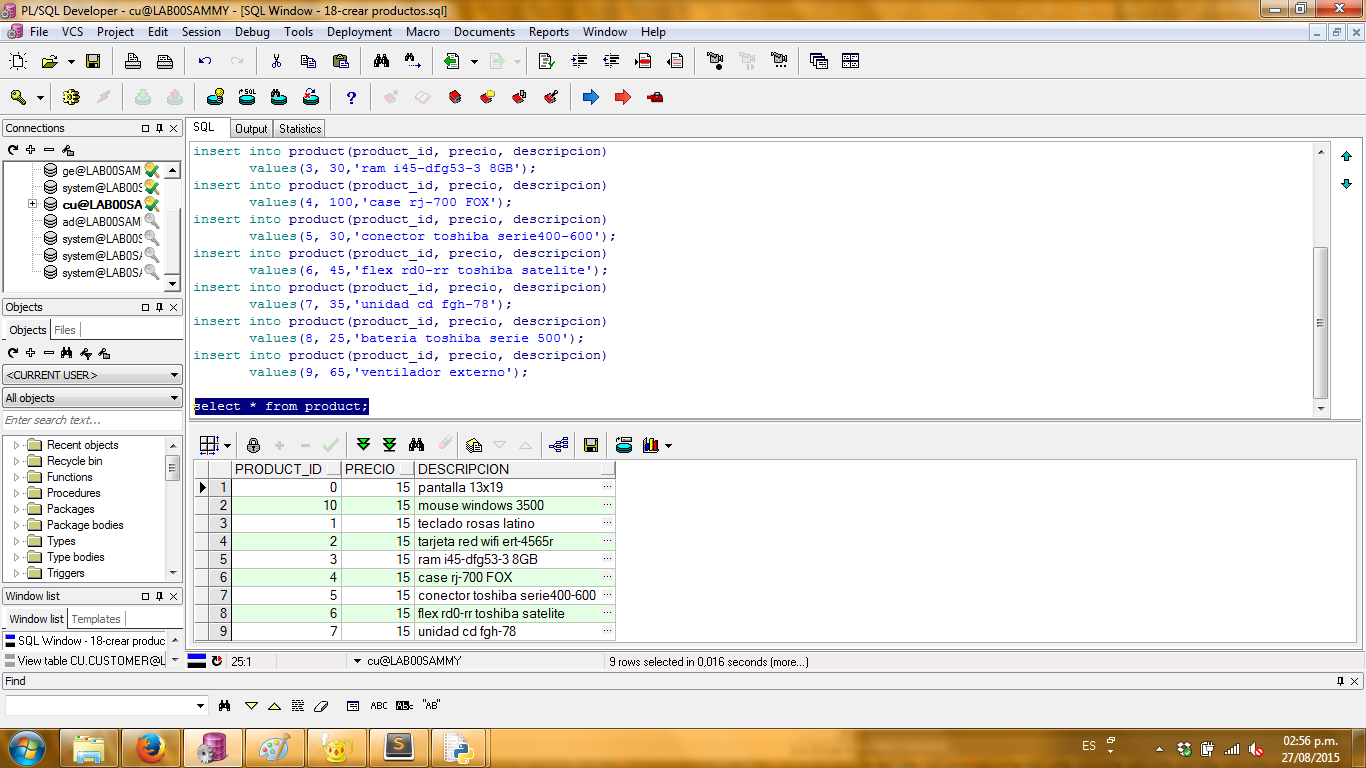 PL/SQL Developer - cu@LAB00SAMMY - [SQL Window - 18-crear productos.sql]
File VCS Project Edit Session Debug Tools Deployment Macro Documents Reports Window Help
Connections
ge@LAB00SAM
system@LAB00S
cu@LAB00SA
ad@LAB00SAM
system@LAB0S
system@LAB0SA
system@LAB0SA
Objects
Objects Files
<CURRENT USER>
All objects
Enter search text...
Recent objects
Recycle bin
Functions
Procedures
Packages
Package bodies
Types
Type bodies
Triggers
Window list
Window list Templates
SQL Window - 18-crear produc
View table CU.CUSTOMER@L
SQL Output Statistics
insert into product(product_id, precio, descripcion)
values(3, 30,'ram i45-dfg53-3 8GB');
insert into product(product_id, precio, descripcion)
values(4, 100,'case rj-700 FOX');
insert into product(product_id, precio, descripcion)
values(5, 30,'conector toshiba serie400-600');
insert into product(product_id, precio, descripcion)
values(6, 45,'flex rd0-rr toshiba satelite');
insert into product(product_id, precio, descripcion)
values(7, 35,'unidad cd fgh-78');
insert into product(product_id, precio, descripcion)
values(8, 25,'bateria toshiba serie 500');
insert into product(product_id, precio, descripcion)
values(9, 65,'ventilador externo');
select * from product;
PRODUCT_ID PRECIO DESCRIPCION
1 0 15 pantalla 13x19
2 10 15 mouse windows 3500
3 1 15 teclado rosas latino
4 2 15 tarjeta red wifi ert-4565r
5 3 15 ram i45-dfg53-3 8GB
6 4 15 case rj-700 FOX
7 5 15 conector toshiba serie400-600
8 6 15 flex rd0-rr toshiba satelite
9 7 15 unidad cd fgh-78
25:1 cu@LAB00SAMMY 9 rows selected in 0,016 seconds (more...)
Find
ABC ABc "AB"
ES 02:56 p.m.
27/08/2015